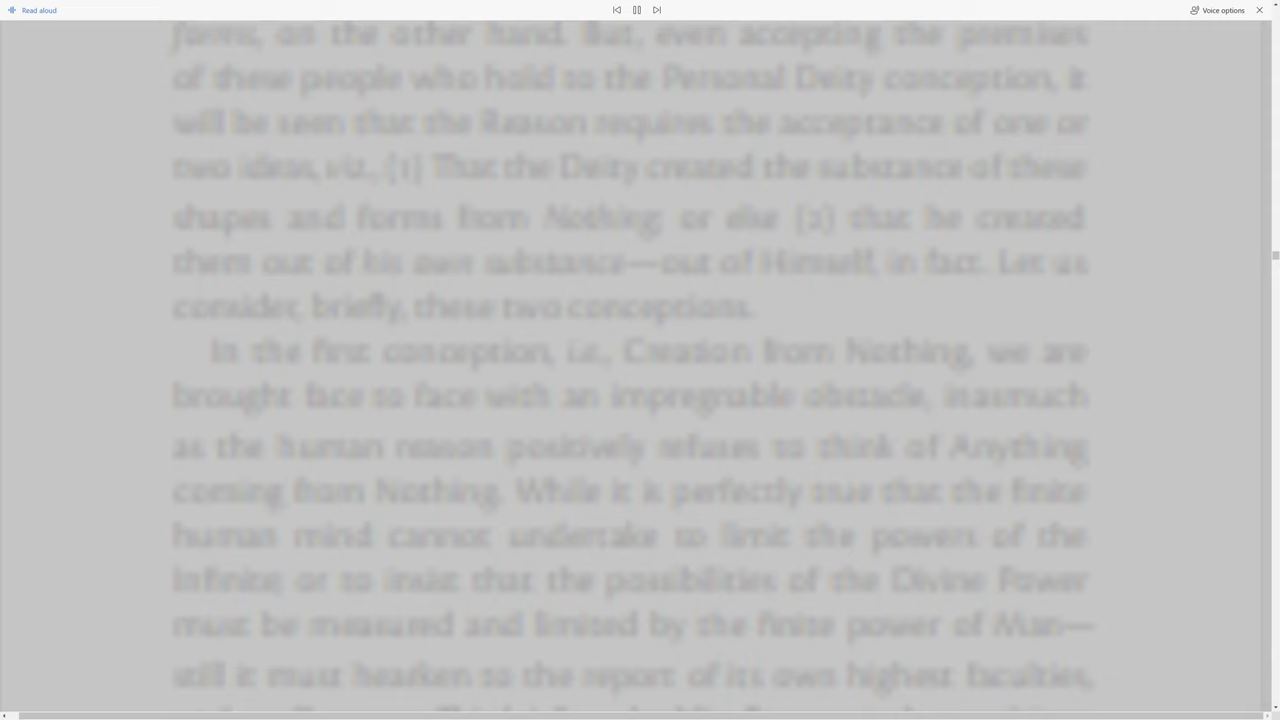 Read aloud
Voice options
forms, on the other hand. But, even accepting the premises
of these people who hold to the Personal Deity conception, it
will be seen that the Reason requires the acceptance of one or
two ideas, viz., (1) That the Deity created the substance of these
shapes and forms from Nothing; or else (2) that he created
them out of his own substance—out of Himself, in fact. Let us
consider, briefly, these two conceptions.
In the first conception, i.e., Creation from Nothing, we are
brought face to face with an impregnable obstacle, inasmuch
as the human reason positively refuses to think of Anything
coming from Nothing. While it is perfectly true that the finite
human mind cannot undertake to limit the powers of the
Infinite; or to insist that the possibilities of the Divine Power
must be measured and limited by the finite power of Man—
still it must hearken to the report of its own highest faculties,